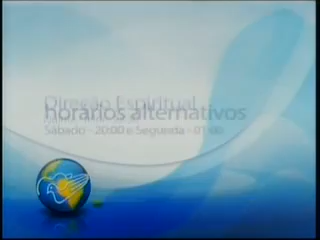 Direção Espiritual
horários alternativos
Sábado - 20:00 e Segunda - 01:00